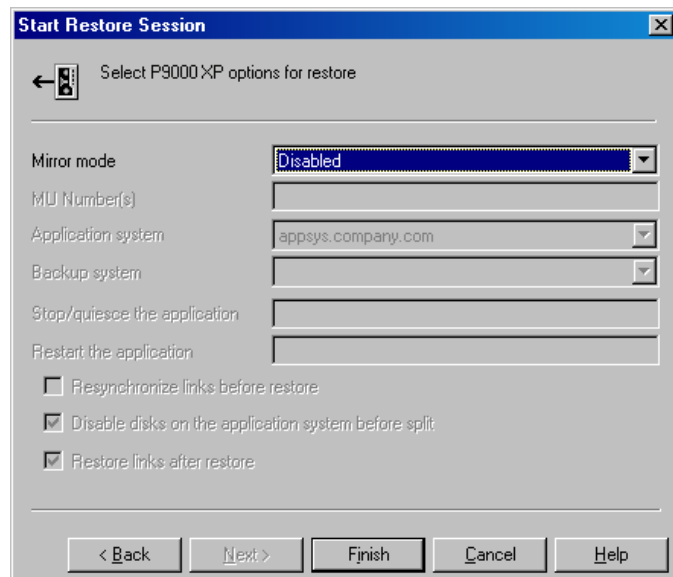 Start Restore Session
Select P9000 XP options for restore
Mirror mode Disabled
MU Number(s)
Application system appsys.company.com
Backup system
Stop/quiesce the application
Restart the application
Resynchronize links before restore
Disable disks on the application system before split
Restore links after restore
< Back Next > Finish Cancel Help